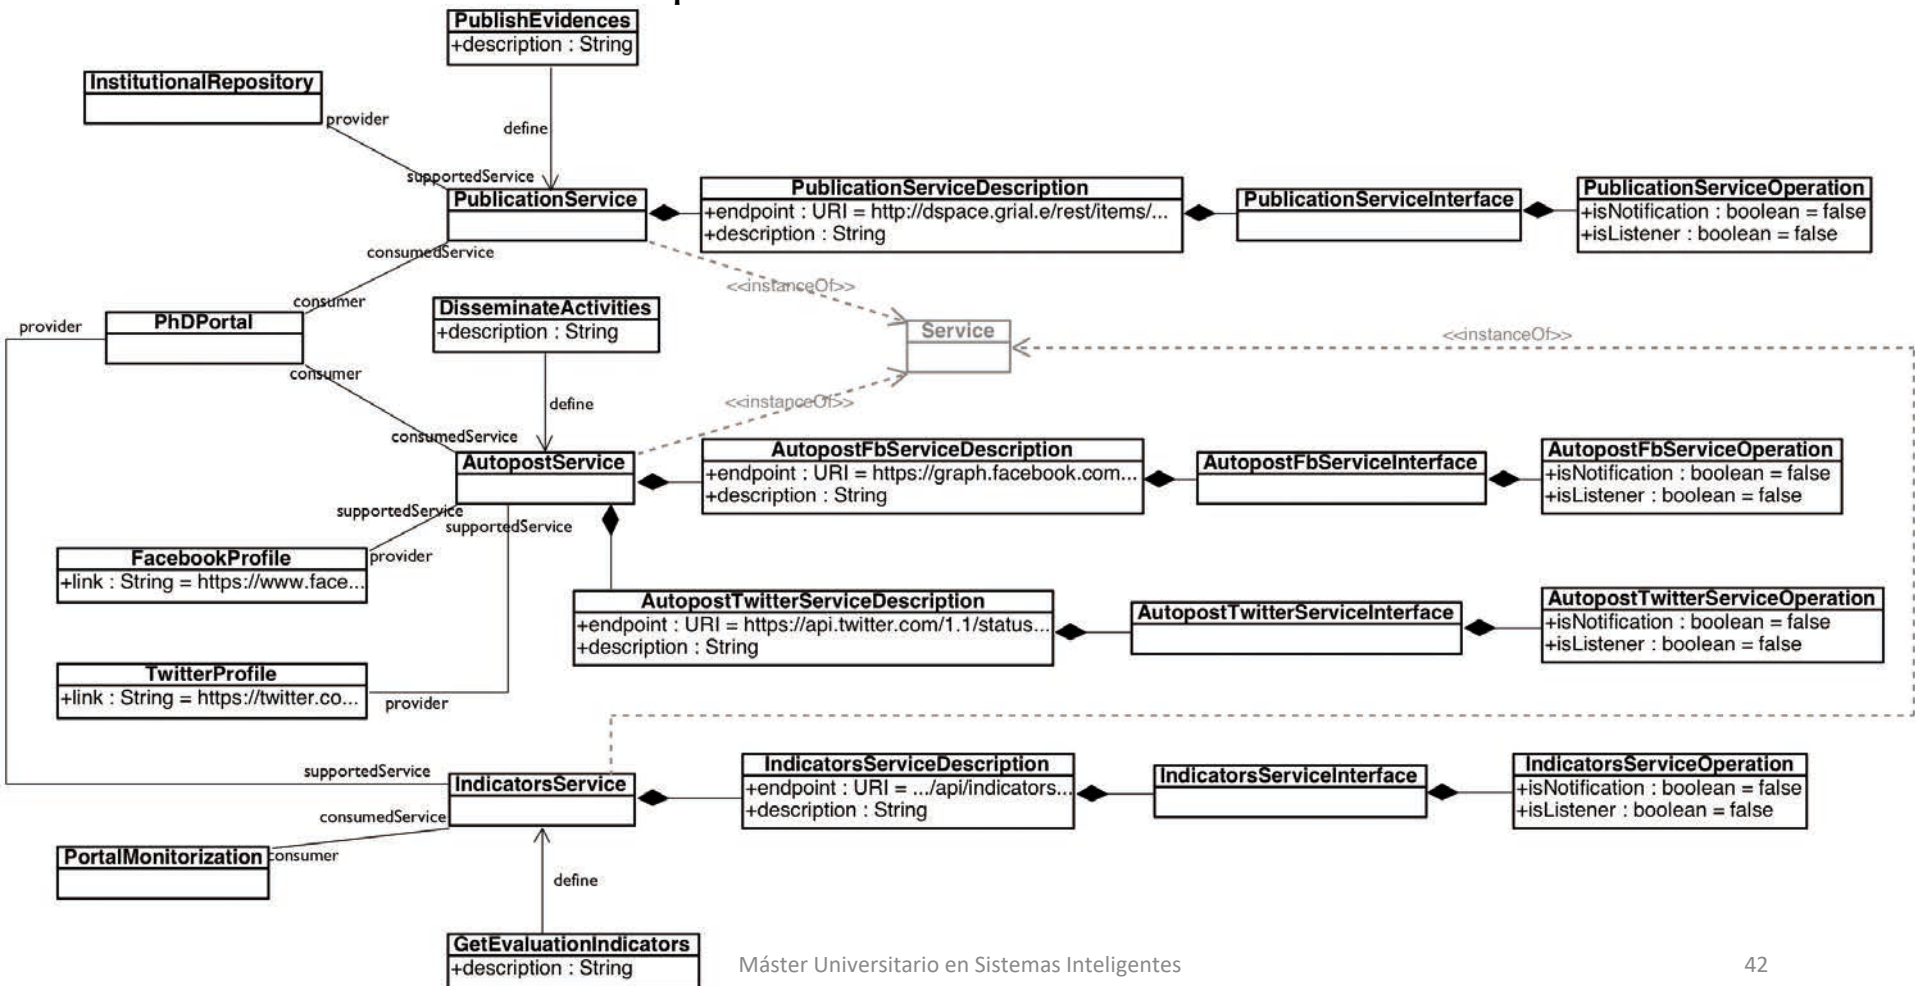 PublishEvidences
+description : String
InstitutionalRepository
provider
define
supportedService
PublicationService
PublicationServiceDescription
+endpoint : URI = http://dspace.grial.e/rest/items/...
+description : String
PublicationServiceInterface
PublicationServiceOperation
+isNotification : boolean = false
+isListener : boolean = false
consumedService
<<instanceOf>>
consumer
DisseminateActivities
+description : String
provider
PhDPortal
Service
<<instanceOf>>
consumer
define
<<instanceOf>>
consumedService
AutopostService
AutopostFbServiceDescription
+endpoint : URI = https://graph.facebook.com...
+description : String
AutopostFbServiceInterface
AutopostFbServiceOperation
+isNotification : boolean = false
+isListener : boolean = false
supportedService
supportedService
FacebookProfile
+link : String = https://www.face...
provider
AutopostTwitterServiceDescription
+endpoint : URI = https://api.twitter.com/1.1/status...
+description : String
AutopostTwitterServiceInterface
AutopostTwitterServiceOperation
+isNotification : boolean = false
+isListener : boolean = false
TwitterProfile
+link : String = https://twitter.co...
provider
supportedService
IndicatorsService
IndicatorsServiceDescription
+endpoint : URI = .../api/indicators...
+description : String
IndicatorsServiceInterface
IndicatorsServiceOperation
+isNotification : boolean = false
+isListener : boolean = false
consumedService
PortalMonitorization
consumer
define
GetEvaluationIndicators
+description : String
Máster Universitario en Sistemas Inteligentes
42